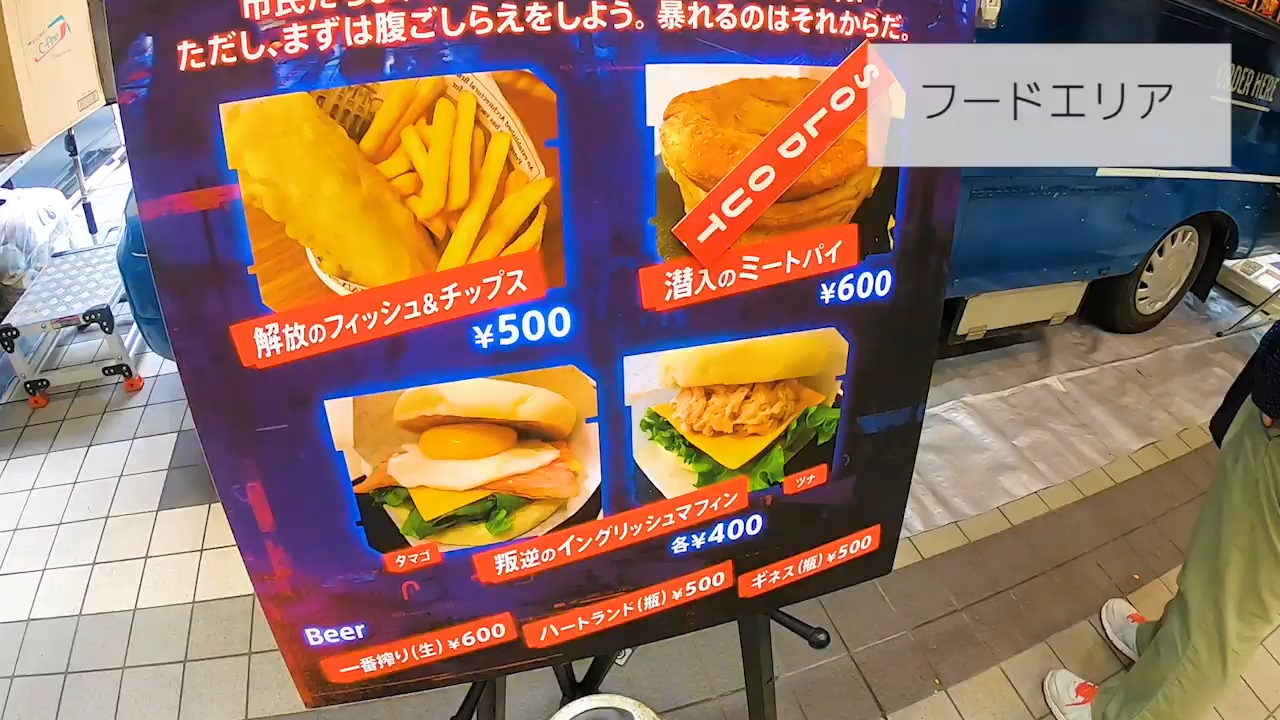 ただし、まずは腹ごしらえをしよう。暴れるのはそれからだ。
フードエリア
ORDER HERE
SOLD OUT
解放のフィッシュ&チップス
¥500
潜入のミートパイ
¥600
タマゴ
ツナ
叛逆のイングリッシュマフィン
各¥400
Beer
一番搾り(生)¥600
ハートランド(瓶)¥500
ギネス(瓶)¥500